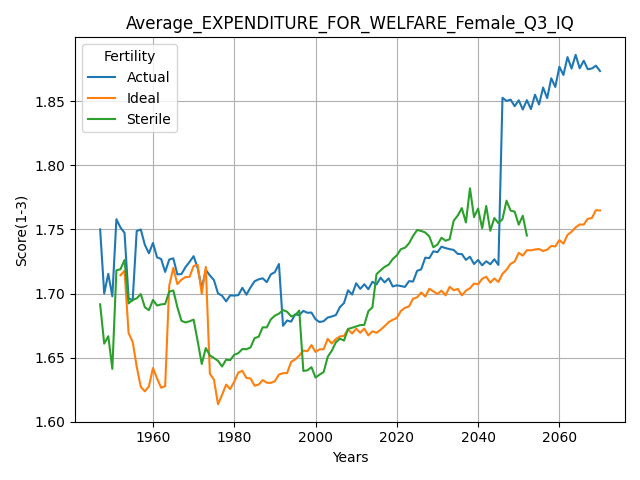 Average_EXPENDITURE_FOR_WELFARE_Female_Q3_IQ
Fertility
Actual
Ideal
Sterile
1.85
1.80
1.75
1.70
1.65
1.60
Score(1-3)
1960 1980 2000 2020 2040 2060
Years